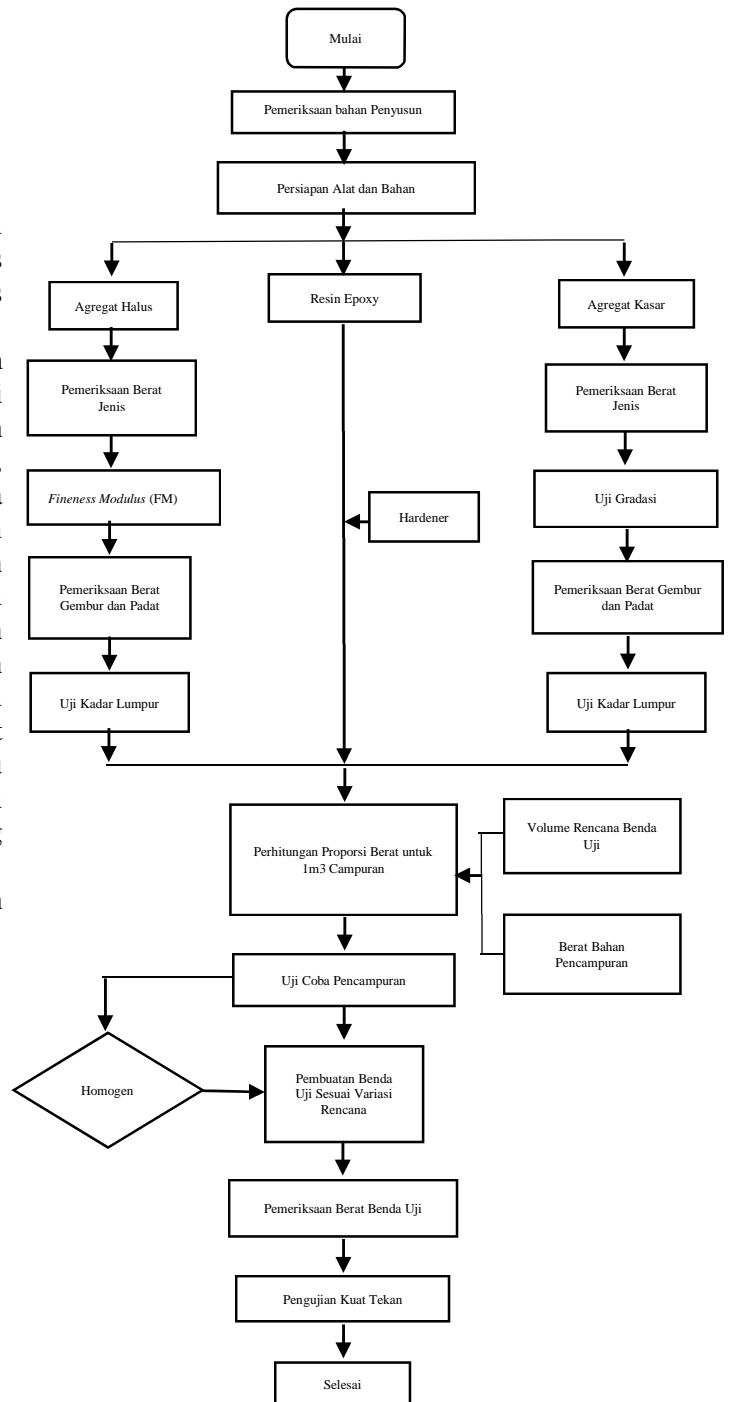 Mulai
Pemeriksaan bahan Penyusun
Persiapan Alat dan Bahan
Agregat Halus
Resin Epoxy
Agregat Kasar
Pemeriksaan Berat
Jenis
Pemeriksaan Berat
Jenis
Fineness Modulus (FM)
Uji Gradasi
Hardener
Pemeriksaan Berat
Gembur dan Padat
Pemeriksaan Berat Gembur
dan Padat
Uji Kadar Lumpur
Uji Kadar Lumpur
Perhitungan Proporsi Berat untuk
1m3 Campuran
Volume Rencana Benda
Uji
Berat Bahan
Pencampuran
Uji Coba Pencampuran
Homogen
Pembuatan Benda
Uji Sesuai Variasi
Rencana
Pemeriksaan Berat Benda Uji
Pengujian Kuat Tekan
Selesai